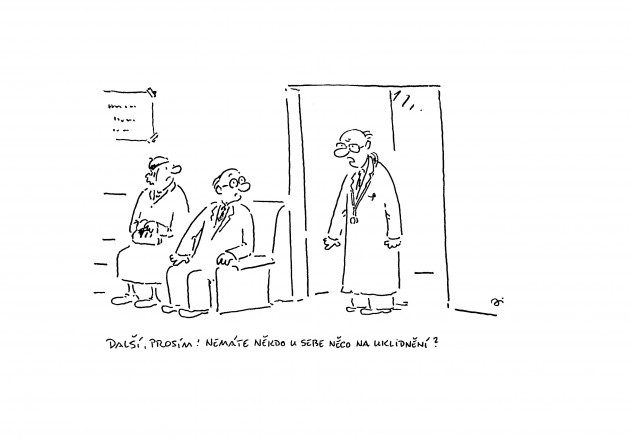 DALŠÍ, PROSÍM! NEMÁTE NĚKDO U SEBE NĚCO NA UKLIDNĚNÍ?